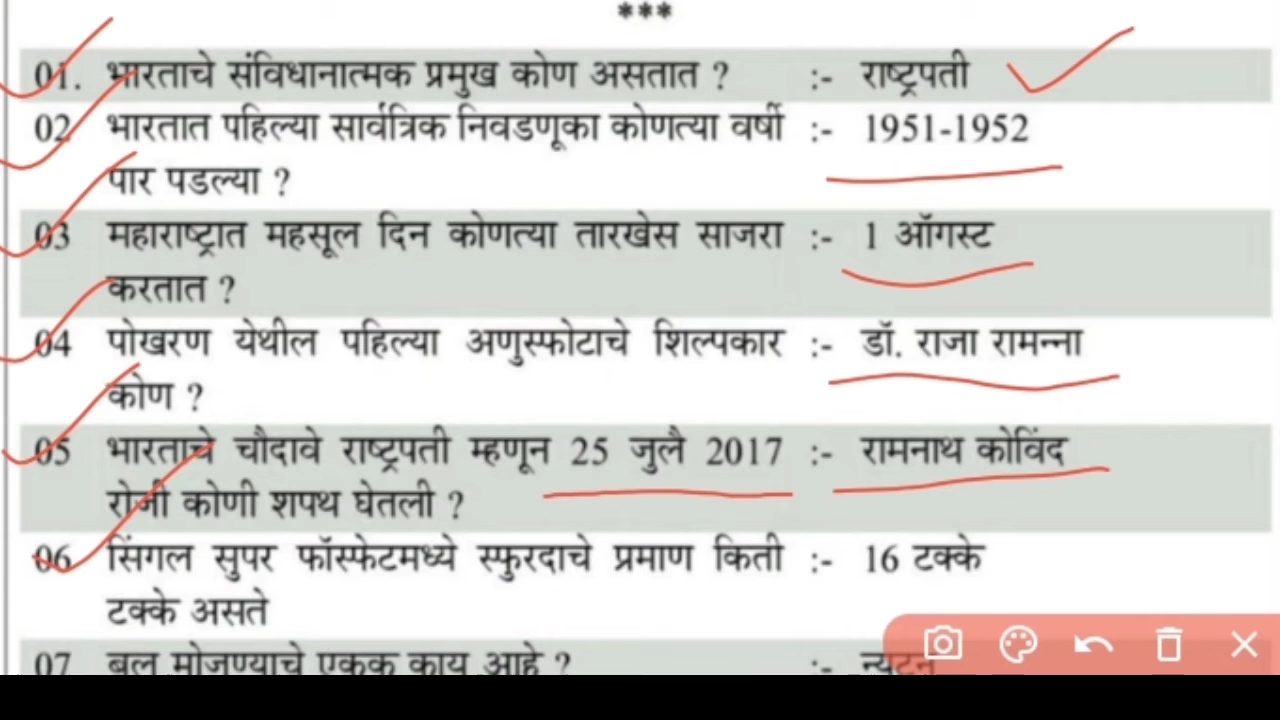 ***
01. भारताचे संविधानात्मक प्रमुख कोण असतात ? :- राष्ट्रपती
02 भारतात पहिल्या सार्वत्रिक निवडणूका कोणत्या वर्षी :- 1951-1952
पार पडल्या ?
03 महाराष्ट्रात महसूल दिन कोणत्या तारखेस साजरा :- 1 ऑगस्ट
करतात ?
04 पोखरण येथील पहिल्या अणुस्फोटाचे शिल्पकार :- डॉ. राजा रामन्ना
कोण ?
05 भारताचे चौदावे राष्ट्रपती म्हणून 25 जुलै 2017 :- रामनाथ कोविंद
रोजी कोणी शपथ घेतली ?
06 सिंगल सुपर फॉस्फेटमध्ये स्फुरदाचे प्रमाण किती :- 16 टक्के
टक्के असते
07 बल मोजण्याचे एकक काय आहे ? :- न्यूटन